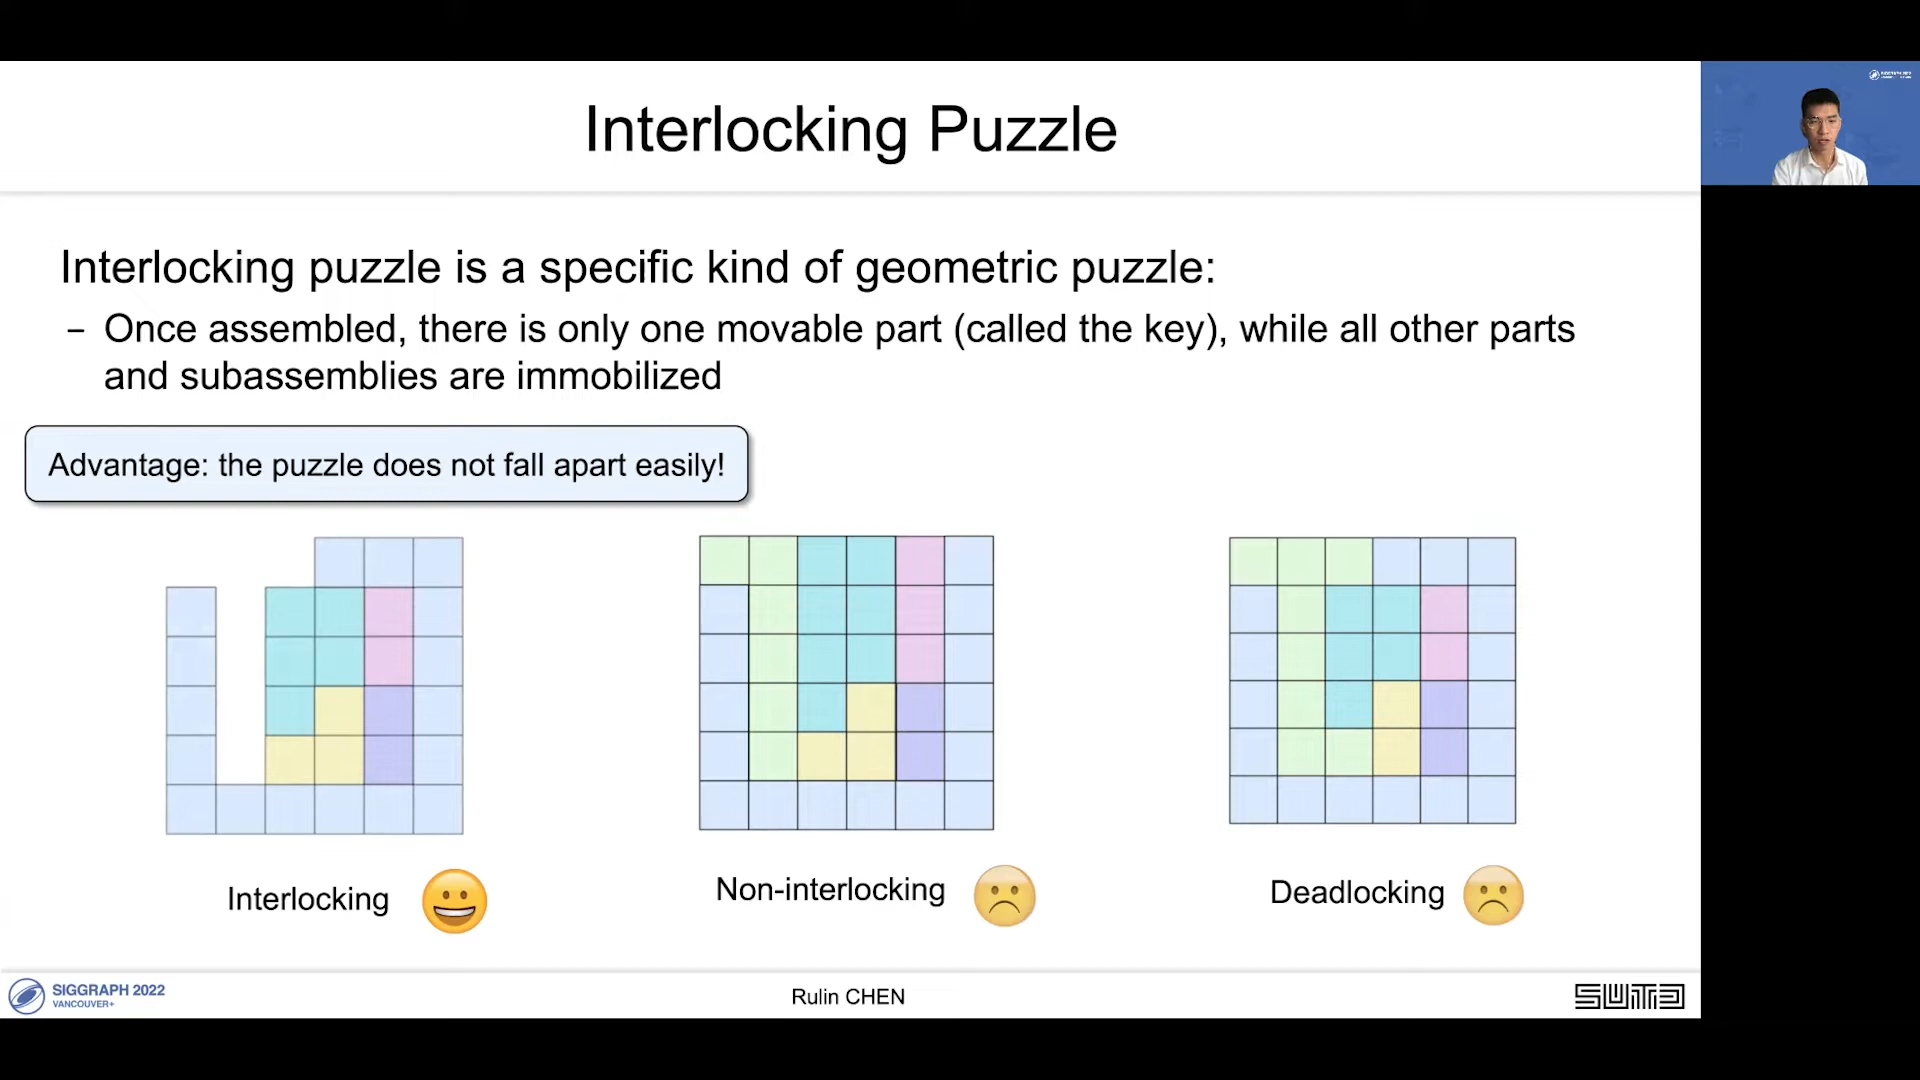 Interlocking Puzzle
Interlocking puzzle is a specific kind of geometric puzzle:
– Once assembled, there is only one movable part (called the key), while all other parts
and subassemblies are immobilized
Advantage: the puzzle does not fall apart easily!
Interlocking
Non-interlocking
Deadlocking
SIGGRAPH 2022
VANCOUVER+
Rulin CHEN
SUTD